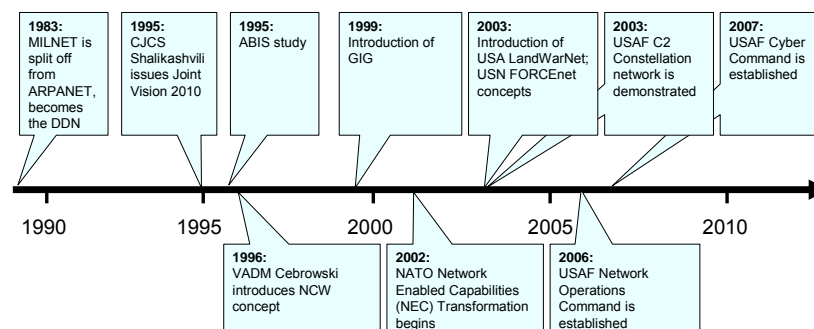 1983:
MILNET is
split off
from
ARPANET,
becomes
the DDN
1995:
CJCS
Shalikashvili
issues Joint
Vision 2010
1995:
ABIS study
1999:
Introduction of
GIG
2003:
Introduction of
USA LandWarNet;
USN FORCEnet
concepts
2003:
USAF C2
Constellation
network is
demonstrated
2007:
USAF Cyber
Command is
established
1990
1995
2000
2005
2010
1996:
VADM Cebrowski
introduces NCW
concept
2002:
NATO Network
Enabled Capabilities
(NEC) Transformation
begins
2006:
USAF Network
Operations
Command is
established